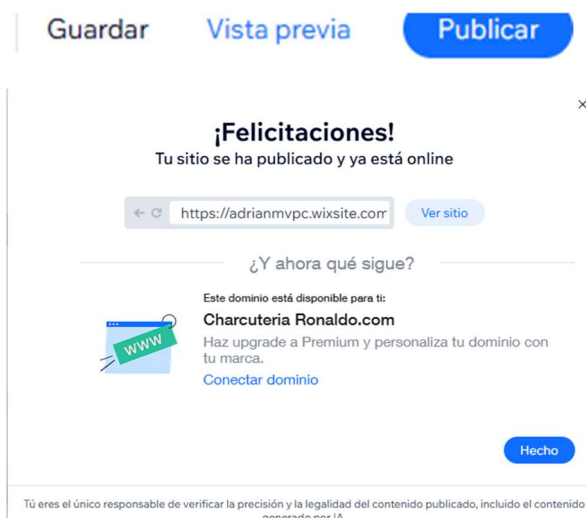 Guardar Vista previa Publicar
¡Felicitaciones!
Tu sitio se ha publicado y ya está online
https://adrianmvpc.wixsite.com Ver sitio
¿Y ahora qué sigue?
Este dominio está disponible para ti:
Charcuteria Ronaldo.com
WWW
Haz upgrade a Premium y personaliza tu dominio con
tu marca.
Conectar dominio
Hecho
Tú eres el único responsable de verificar la precisión y la legalidad del contenido publicado, incluido el contenido
generado por IA